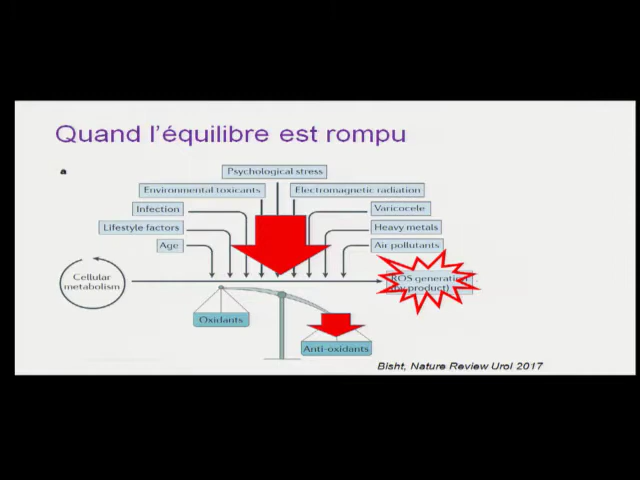 Quand l'équilibre est rompu
a
Psychological stress
Environmental toxicants
Electromagnetic radiation
Infection
Varicocele
Lifestyle factors
Heavy metals
Age
Air pollutants
Cellular
metabolism
ROS generation
product)
Oxidants
Anti-oxidants
Bisht, Nature Review Urol 2017